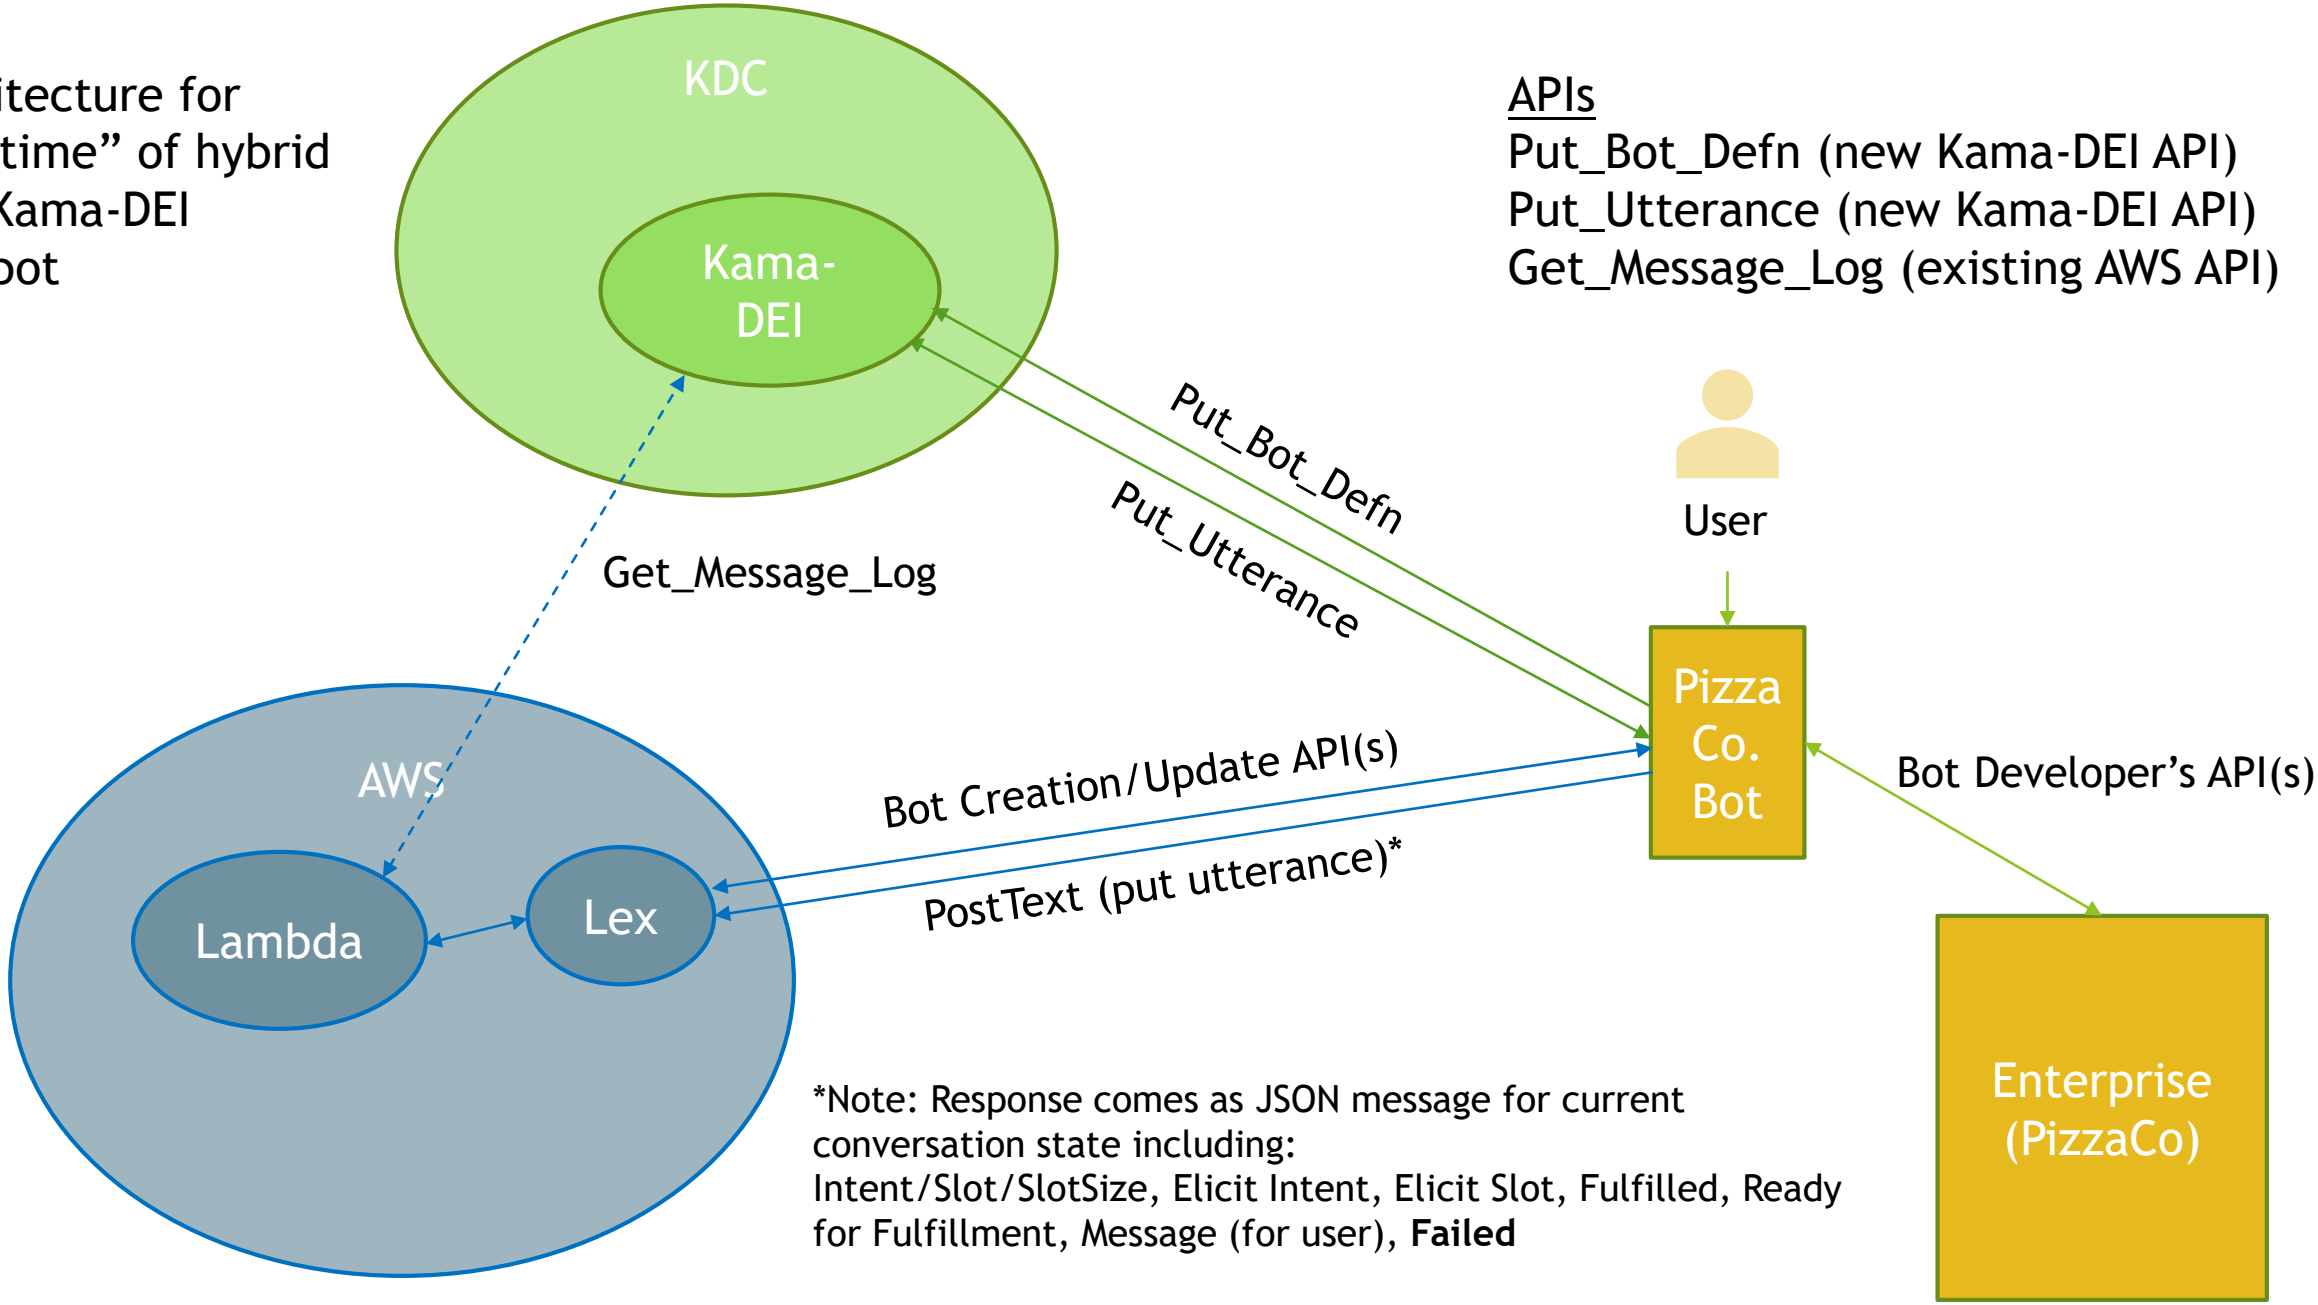 itecture for
time” of hybrid
Kama-DEI
KDC
Kama-
DEI
APIs
Put_Bot_Defn (new Kama-DEI API)
Put_Utterance (new Kama-DEI API)
Get_Message_Log (existing AWS API)
Put_Bot_Defn
Put_Utterance
User
Get_Message_Log
Pizza
Co.
Bot
AWS
Bot Creation/Update API(s)
Bot Developer’s API(s)
PostText (put utterance)*
Lambda
Lex
Enterprise
(PizzaCo)
*Note: Response comes as JSON message for current
conversation state including:
Intent/Slot/SlotSize, Elicit Intent, Elicit Slot, Fulfilled, Ready
for Fulfillment, Message (for user), Failed